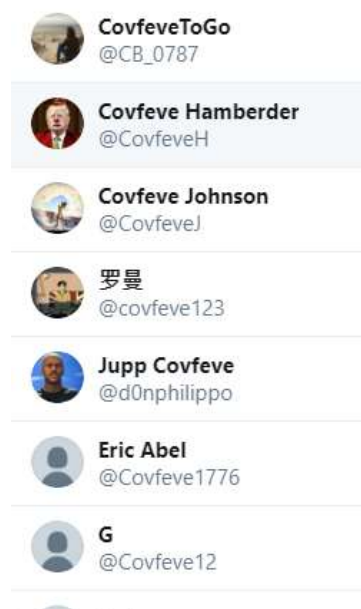 CovfeveToGo
@CB_0787
Covfeve Hamberder
@CovfeveH
Covfeve Johnson
@CovfeveJ
罗曼
@covfeve123
Jupp Covfeve
@d0nphilippo
Eric Abel
@Covfeve1776
G
@Covfeve12